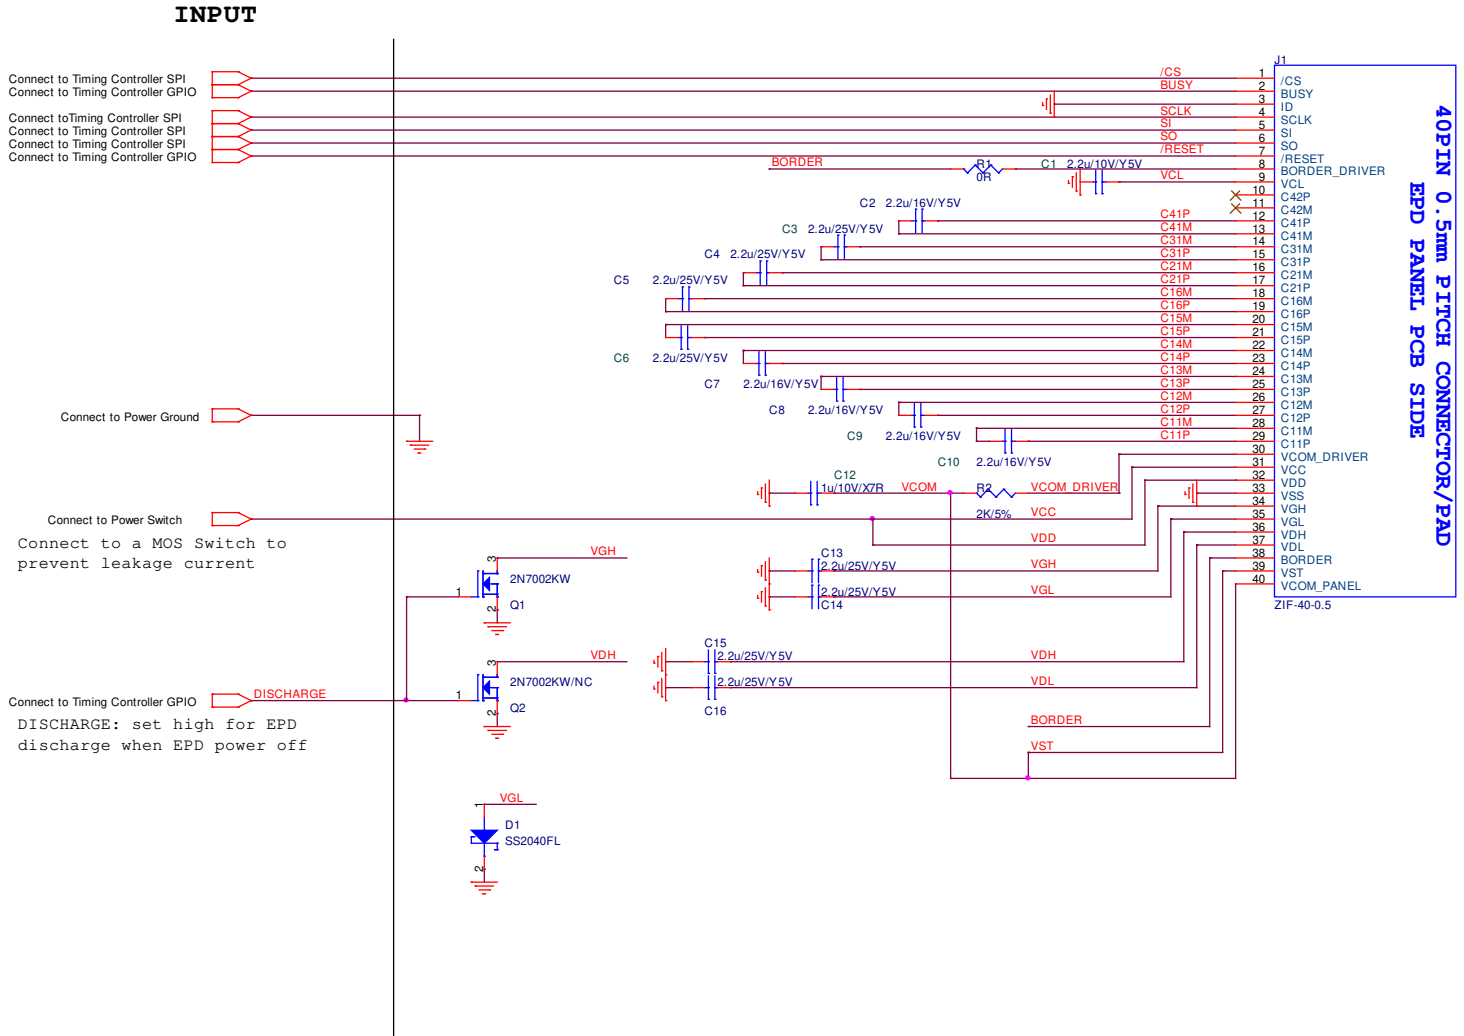 INPUT
J1
Connect to Timing Controller SPI
Connect to Timing Controller GPIO
Connect toTiming Controller SPI
Connect to Timing Controller SPI
Connect to Timing Controller SPI
Connect to Timing Controller GPIO
/CS 1 /CS
BUSY 2 BUSY
3 ID
SCLK 4 SCLK
SI 5 SI
SO 6 SO
/RESET 7 /RESET
BORDER R1 0R 8 BORDER_DRIVER
C1 2.2u/10V/Y5V
VCL 9 VCL
10 C42P
11 C42M
C2 2.2u/16V/Y5V
C41P 12 C41P
C41M 13 C41M
C3 2.2u/25V/Y5V
C31M 14 C31M
C31P 15 C31P
C4 2.2u/25V/Y5V
C21M 16 C21M
C21P 17 C21P
C5 2.2u/25V/Y5V
C16M 18 C16M
C16P 19 C16P
C15M 20 C15M
C15P 21 C15P
C6 2.2u/25V/Y5V
C14M 22 C14M
C14P 23 C14P
C7 2.2u/16V/Y5V
C13M 24 C13M
C13P 25 C13P
C8 2.2u/16V/Y5V
C12M 26 C12M
C12P 27 C12P
C9 2.2u/16V/Y5V
C11M 28 C11M
C11P 29 C11P
C10 2.2u/16V/Y5V
30 VCOM_DRIVER
31 VCC
32 VDD
33 VSS
34 VGH
35 VGL
36 VDH
37 VDL
38 BORDER
39 VST
40 VCOM_PANEL
ZIF-40-0.5
40PIN 0.5mm PITCH CONNECTOR/PAD
EPD PANEL PCB SIDE
Connect to Power Ground
C12
1u/10V/X7R VCOM R2 VCOM_DRIVER
2K/5%
Connect to Power Switch
VCC
VDD
Connect to a MOS Switch to
prevent leakage current
VGH
3
1 2N7002KW
2 Q1
C13
2.2u/25V/Y5V VGH
2.2u/25V/Y5V VGL
C14
VDH
3
1 2N7002KW/NC
2 Q2
C15
2.2u/25V/Y5V VDH
2.2u/25V/Y5V VDL
C16
Connect to Timing Controller GPIO DISCHARGE
DISCHARGE: set high for EPD
discharge when EPD power off
BORDER
VST
VGL
1
D1
SS2040FL
2